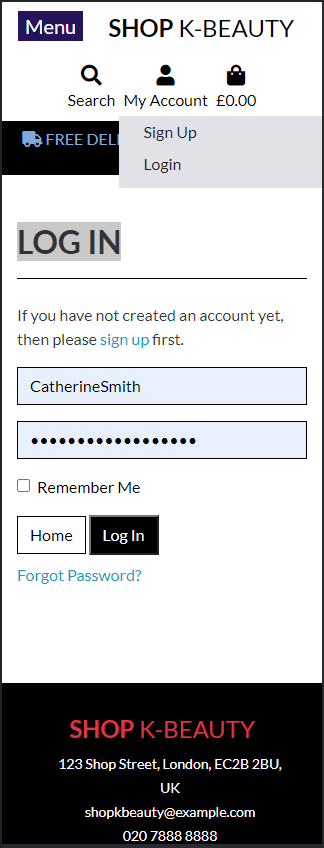 Menu SHOP K-BEAUTY
Search My Account £0.00
FREE DEL
Sign Up
Login
LOG IN
If you have not created an account yet,
then please sign up first.
CatherineSmith
••••••••••••••••••
Remember Me
Home Log In
Forgot Password?
SHOP K-BEAUTY
123 Shop Street, London, EC2B 2BU,
UK
shopkbeauty@example.com
020 7888 8888